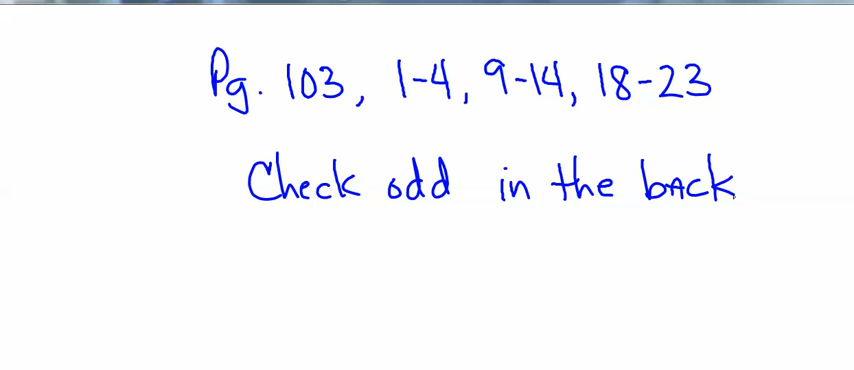 Pg. 103, 1-4, 9-14, 18-23
Check odd in the back